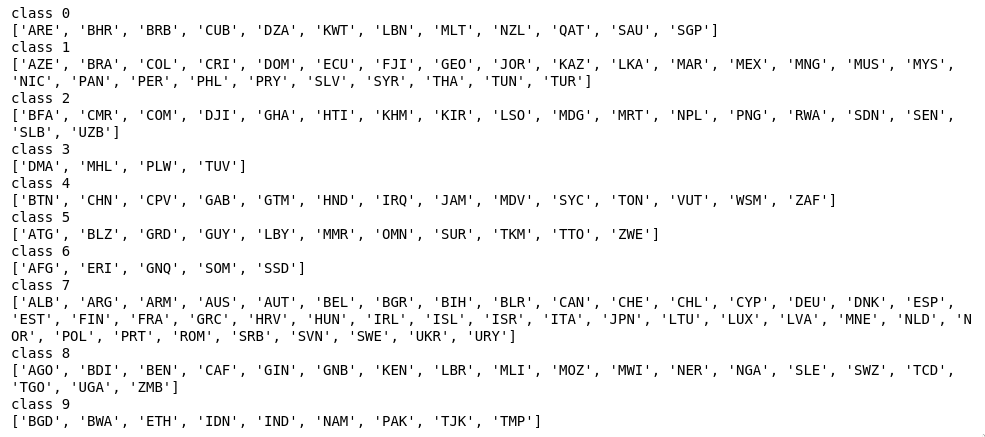 class 0
['ARE', 'BHR', 'BRB', 'CUB', 'DZA', 'KWT', 'LBN', 'MLT', 'NZL', 'QAT', 'SAU', 'SGP']
class 1
['AZE', 'BRA', 'COL', 'CRI', 'DOM', 'ECU', 'FJI', 'GEO', 'JOR', 'KAZ', 'LKA', 'MAR', 'MEX', 'MNG', 'MUS', 'MYS',
'NIC', 'PAN', 'PER', 'PHL', 'PRY', 'SLV', 'SYR', 'THA', 'TUN', 'TUR']
class 2
['BFA', 'CMR', 'COM', 'DJI', 'GHA', 'HTI', 'KHM', 'KIR', 'LSO', 'MDG', 'MRT', 'NPL', 'PNG', 'RWA', 'SDN', 'SEN',
'SLB', 'UZB']
class 3
['DMA', 'MHL', 'PLW', 'TUV']
class 4
['BTN', 'CHN', 'CPV', 'GAB', 'GTM', 'HND', 'IRQ', 'JAM', 'MDV', 'SYC', 'TON', 'VUT', 'WSM', 'ZAF']
class 5
['ATG', 'BLZ', 'GRD', 'GUY', 'LBY', 'MMR', 'OMN', 'SUR', 'TKM', 'TTO', 'ZWE']
class 6
['AFG', 'ERI', 'GNQ', 'SOM', 'SSD']
class 7
['ALB', 'ARG', 'ARM', 'AUS', 'AUT', 'BEL', 'BGR', 'BIH', 'BLR', 'CAN', 'CHE', 'CHL', 'CYP', 'DEU', 'DNK', 'ESP',
'EST', 'FIN', 'FRA', 'GRC', 'HRV', 'HUN', 'IRL', 'ISL', 'ISR', 'ITA', 'JPN', 'LTU', 'LUX', 'LVA', 'MNE', 'NLD', 'N
OR', 'POL', 'PRT', 'ROM', 'SRB', 'SVN', 'SWE', 'UKR', 'URY']
class 8
['AGO', 'BDI', 'BEN', 'CAF', 'GIN', 'GNB', 'KEN', 'LBR', 'MLI', 'MOZ', 'MWI', 'NER', 'NGA', 'SLE', 'SWZ', 'TCD',
'TGO', 'UGA', 'ZMB']
class 9
['BGD', 'BWA', 'ETH', 'IDN', 'IND', 'NAM', 'PAK', 'TJK', 'TMP']